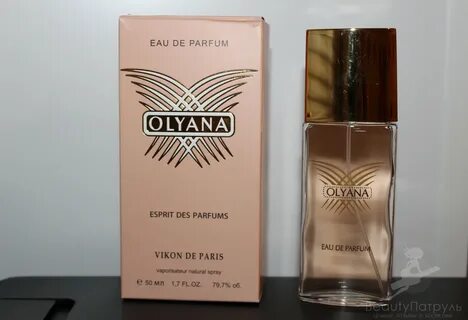 EAU DE PARFUM
OLYANA
ESPRIT DES PARFUMS
VIKON DE PARIS
vaporisateur natural spray
℮ 50 МЛ 1,7 FL.OZ. 79,7% об.
OLYANA
EAU DE PARFUM
BeautyПатруль